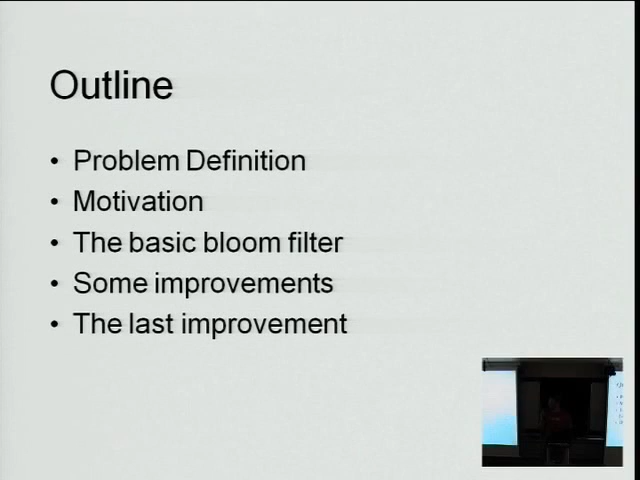 Outline
• Problem Definition
• Motivation
• The basic bloom filter
• Some improvements
• The last improvement